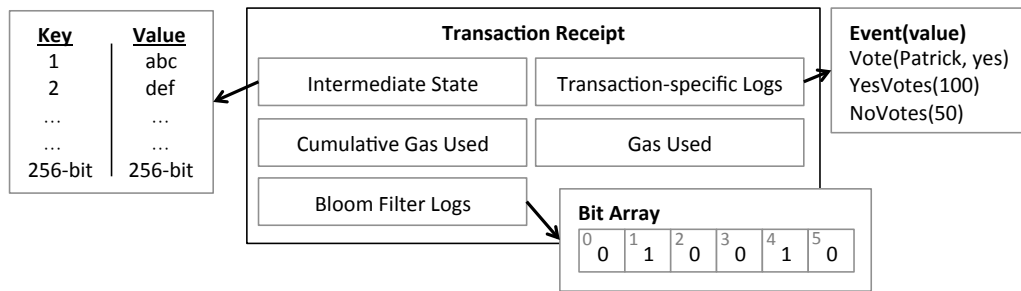 Key Value
1 abc
2 def
... ...
... ...
256-bit 256-bit
Transaction Receipt
Intermediate State
Transaction-specific Logs
Cumulative Gas Used
Gas Used
Bloom Filter Logs
Event(value)
Vote(Patrick, yes)
YesVotes(100)
NoVotes(50)
Bit Array
0 1 2 3 4 5
0 1 0 0 1 0